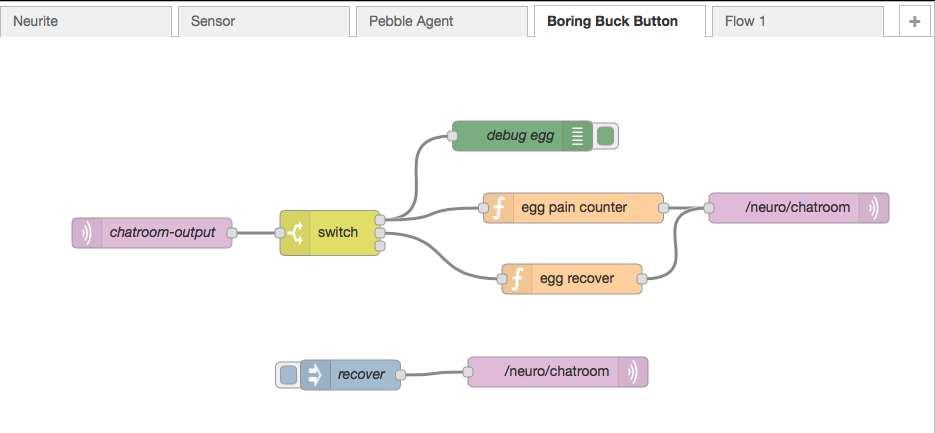 Neurite
Sensor
Pebble Agent
Boring Buck Button
Flow 1
+
debug egg
egg pain counter
/neuro/chatroom
chatroom-output
switch
egg recover
recover
/neuro/chatroom